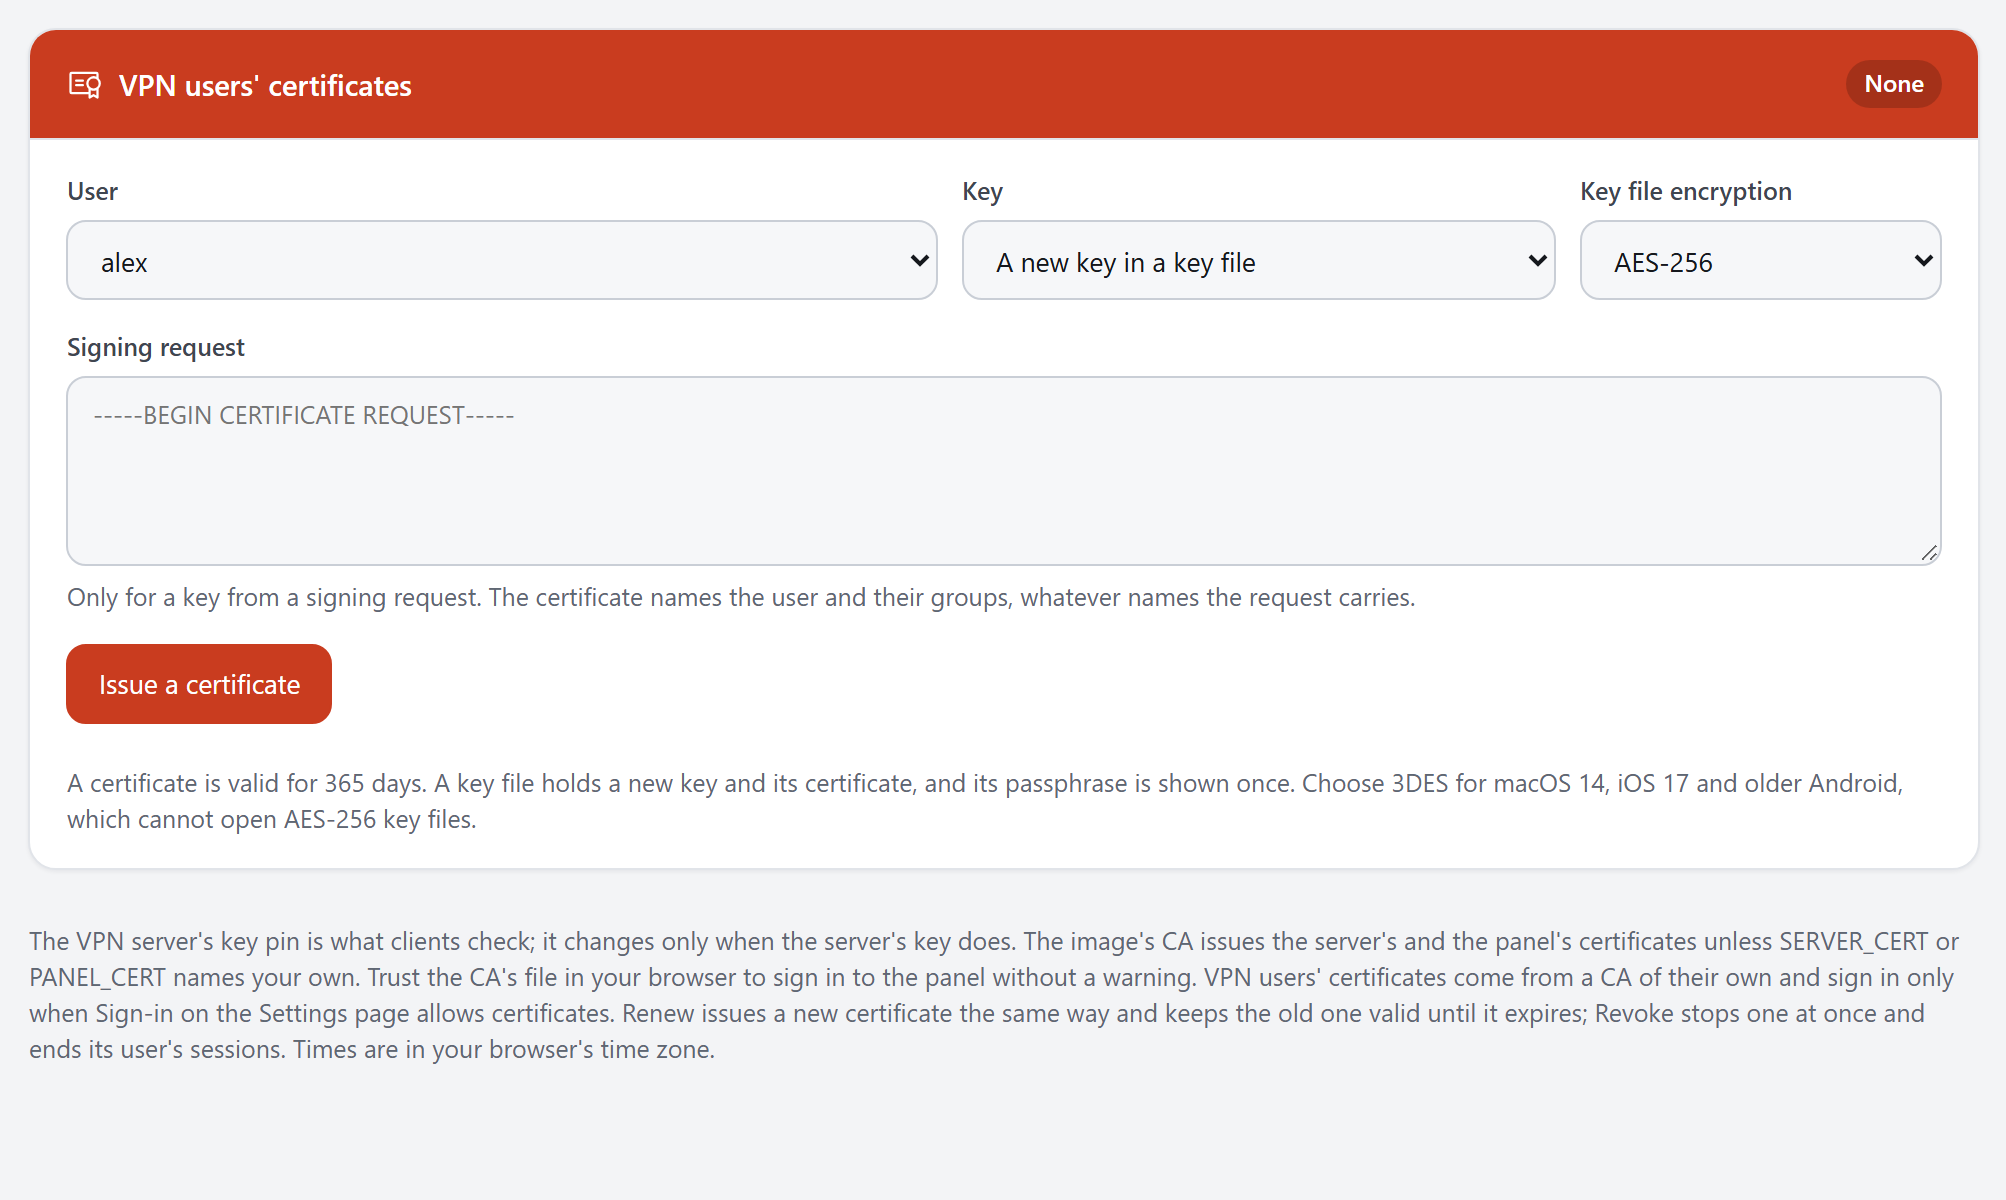 VPN users' certificates
None
User
Key
Key file encryption
alex
A new key in a key file
AES-256
Signing request
-----BEGIN CERTIFICATE REQUEST-----
Only for a key from a signing request. The certificate names the user and their groups, whatever names the request carries.
Issue a certificate
A certificate is valid for 365 days. A key file holds a new key and its certificate, and its passphrase is shown once. Choose 3DES for macOS 14, iOS 17 and older Android,
which cannot open AES-256 key files.
The VPN server's key pin is what clients check; it changes only when the server's key does. The image's CA issues the server's and the panel's certificates unless SERVER_CERT or
PANEL_CERT names your own. Trust the CA's file in your browser to sign in to the panel without a warning. VPN users' certificates come from a CA of their own and sign in only
when Sign-in on the Settings page allows certificates. Renew issues a new certificate the same way and keeps the old one valid until it expires; Revoke stops one at once and
ends its user's sessions. Times are in your browser's time zone.